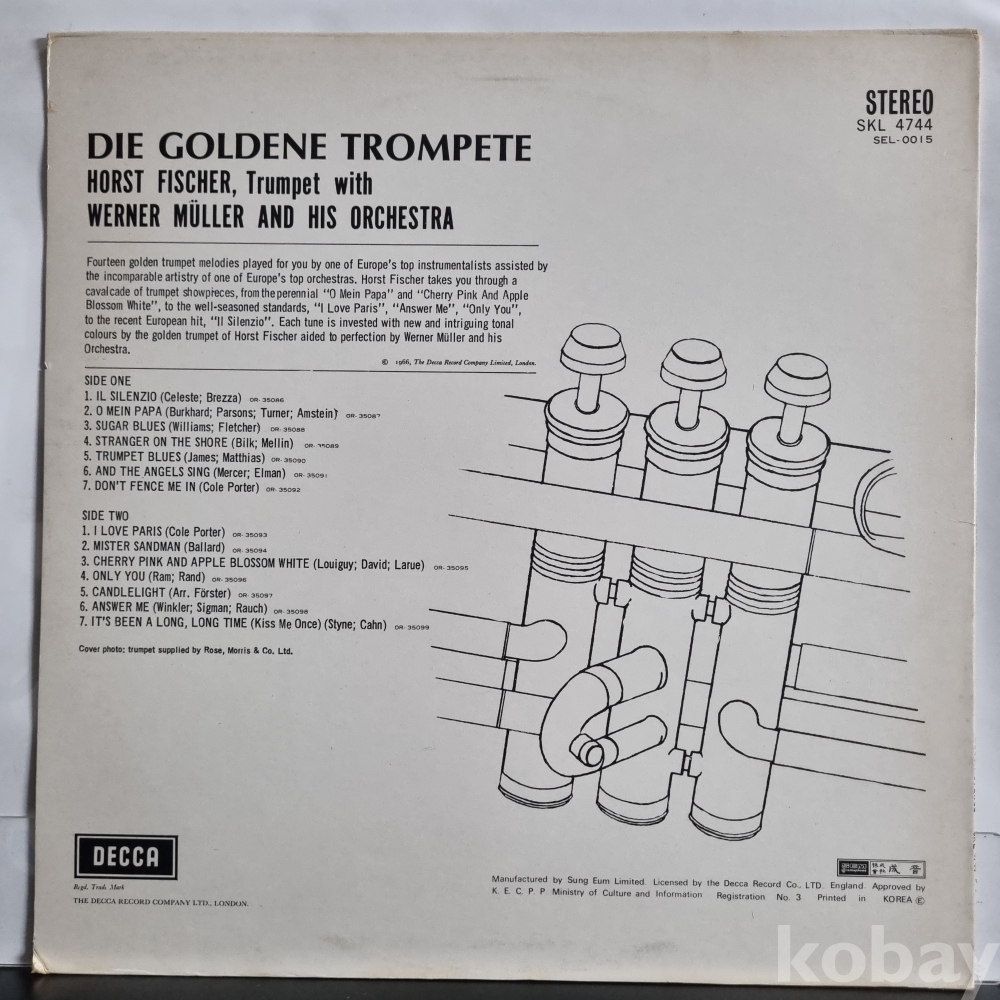 STEREO
SKL 4744
SEL-0015
DIE GOLDENE TROMPETE
HORST FISCHER, Trumpet with
WERNER MÜLLER AND HIS ORCHESTRA
Fourteen golden trumpet melodies played for you by one of Europe's top instrumentalists assisted by
the incomparable artistry of one of Europe's top orchestras. Horst Fischer takes you through a
cavalcade of trumpet showpieces, from the perennial "O Mein Papa" and "Cherry Pink And Apple
Blossom White", to the well-seasoned standards, "I Love Paris", "Answer Me", "Only You",
to the recent European hit, "Il Silenzio". Each tune is invested with new and intriguing tonal
colours by the golden trumpet of Horst Fischer aided to perfection by Werner Müller and his
Orchestra.
© 1966, The Decca Record Company Limited, London.
SIDE ONE
1. IL SILENZIO (Celeste; Brezza) OR-35086
2. O MEIN PAPA (Burkhard; Parsons; Turner; Amstein) OR-35087
3. SUGAR BLUES (Williams; Fletcher) OR-35088
4. STRANGER ON THE SHORE (Bilk; Mellin) OR-35089
5. TRUMPET BLUES (James; Matthias) OR-35090
6. AND THE ANGELS SING (Mercer; Elman) OR-35091
7. DON'T FENCE ME IN (Cole Porter) OR-35092
SIDE TWO
1. I LOVE PARIS (Cole Porter) OR-35093
2. MISTER SANDMAN (Ballard) OR-35094
3. CHERRY PINK AND APPLE BLOSSOM WHITE (Louiguy; David; Larue) OR-35095
4. ONLY YOU (Ram; Rand) OR-35096
5. CANDLELIGHT (Arr. Förster) OR-35097
6. ANSWER ME (Winkler; Sigman; Rauch) OR-35098
7. IT'S BEEN A LONG, LONG TIME (Kiss Me Once) (Styne; Cahn) OR-35099
Cover photo; trumpet supplied by Rose, Morris & Co. Ltd.
DECCA
Regd. Trade Mark
THE DECCA RECORD COMPANY LTD., LONDON.
株式會社 成音
Manufactured by Sung Eum Limited. Licensed by the Decca Record Co., LTD. England. Approved by
K. E. C. P. P Ministry of Culture and Information Registration No. 3 Printed in KOREA Ⓔ
kobay